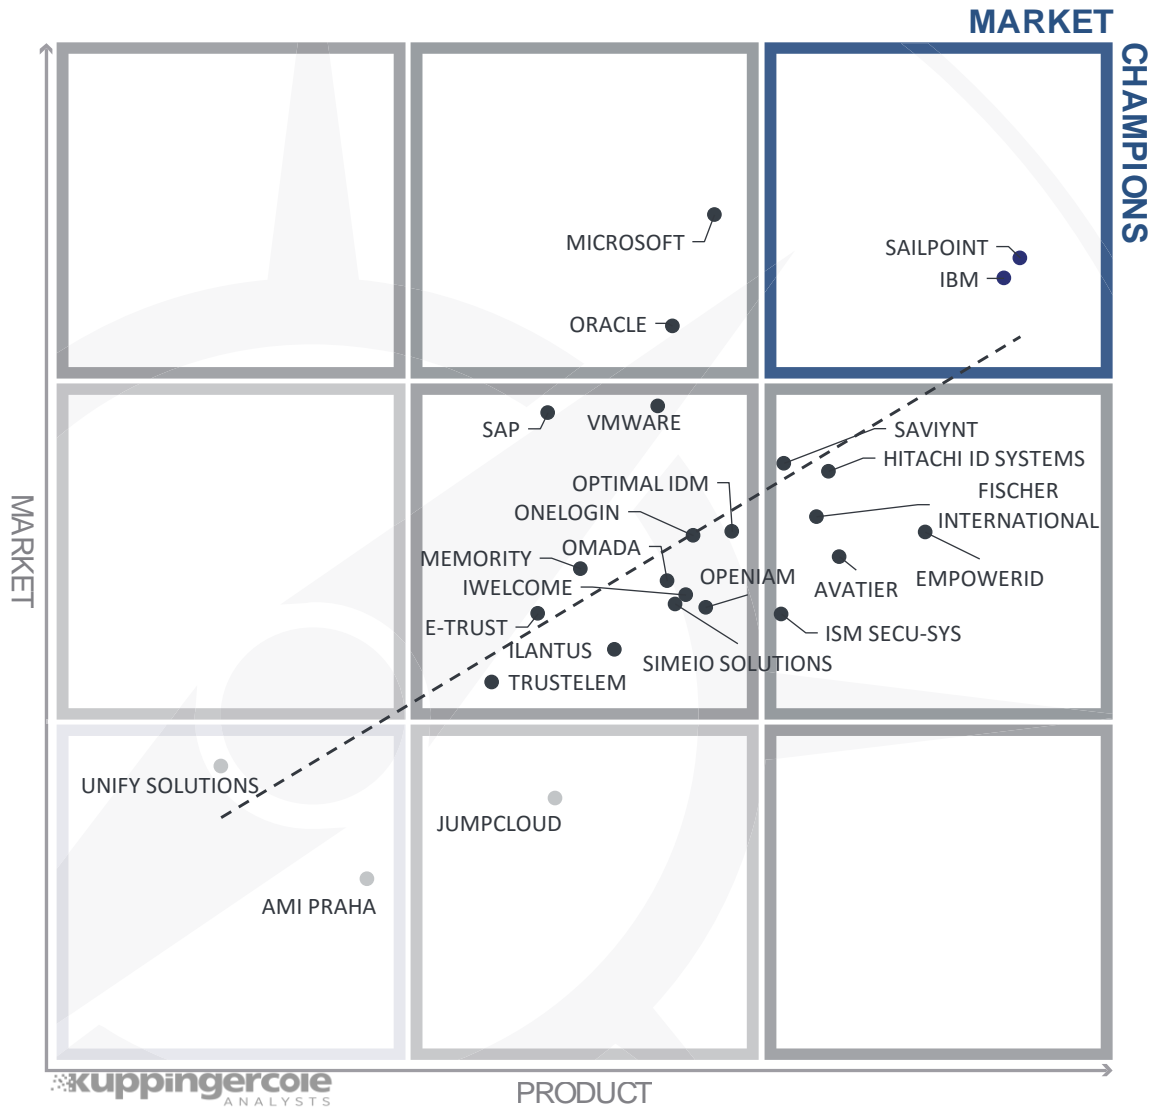 MARKET
CHAMPIONS
MICROSOFT
SAILPOINT
IBM
ORACLE
SAP
VMWARE
SAVIYNT
HITACHI ID SYSTEMS
OPTIMAL IDM
FISCHER
INTERNATIONAL
ONELOGIN
MARKET
OMADA
MEMORITY
OPENIAM
EMPOWERID
IWELCOME
AVATIER
E-TRUST
ISM SECU-SYS
ILANTUS
SIMEIO SOLUTIONS
TRUSTELEM
UNIFY SOLUTIONS
JUMPCLOUD
AMI PRAHA
kuppingercole
ANALYSTS
PRODUCT